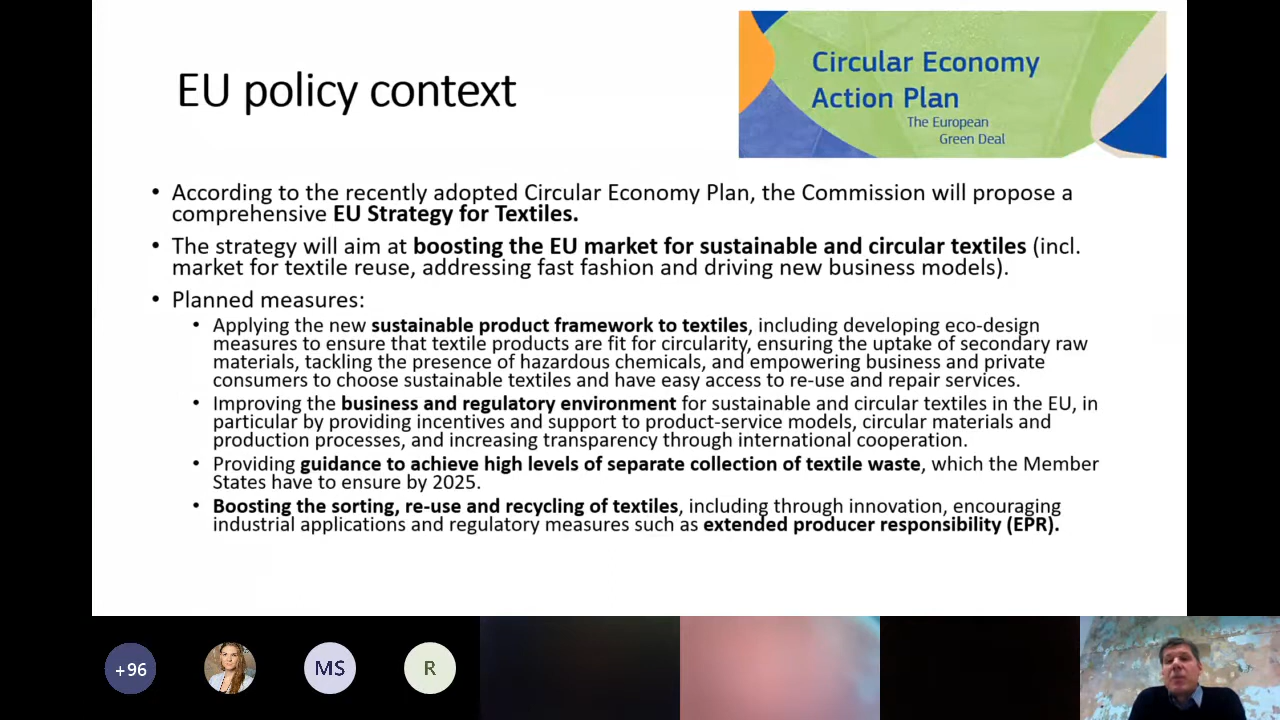 EU policy context
Circular Economy
Action Plan
The European
Green Deal
• According to the recently adopted Circular Economy Plan, the Commission will propose a
comprehensive EU Strategy for Textiles.
• The strategy will aim at boosting the EU market for sustainable and circular textiles (incl.
market for textile reuse, addressing fast fashion and driving new business models).
• Planned measures:
• Applying the new sustainable product framework to textiles, including developing eco-design
measures to ensure that textile products are fit for circularity, ensuring the uptake of secondary raw
materials, tackling the presence of hazardous chemicals, and empowering business and private
consumers to choose sustainable textiles and have easy access to re-use and repair services.
• Improving the business and regulatory environment for sustainable and circular textiles in the EU, in
particular by providing incentives and support to product-service models, circular materials and
production processes, and increasing transparency through international cooperation.
• Providing guidance to achieve high levels of separate collection of textile waste, which the Member
States have to ensure by 2025.
• Boosting the sorting, re-use and recycling of textiles, including through innovation, encouraging
industrial applications and regulatory measures such as extended producer responsibility (EPR).
+96
MS
R